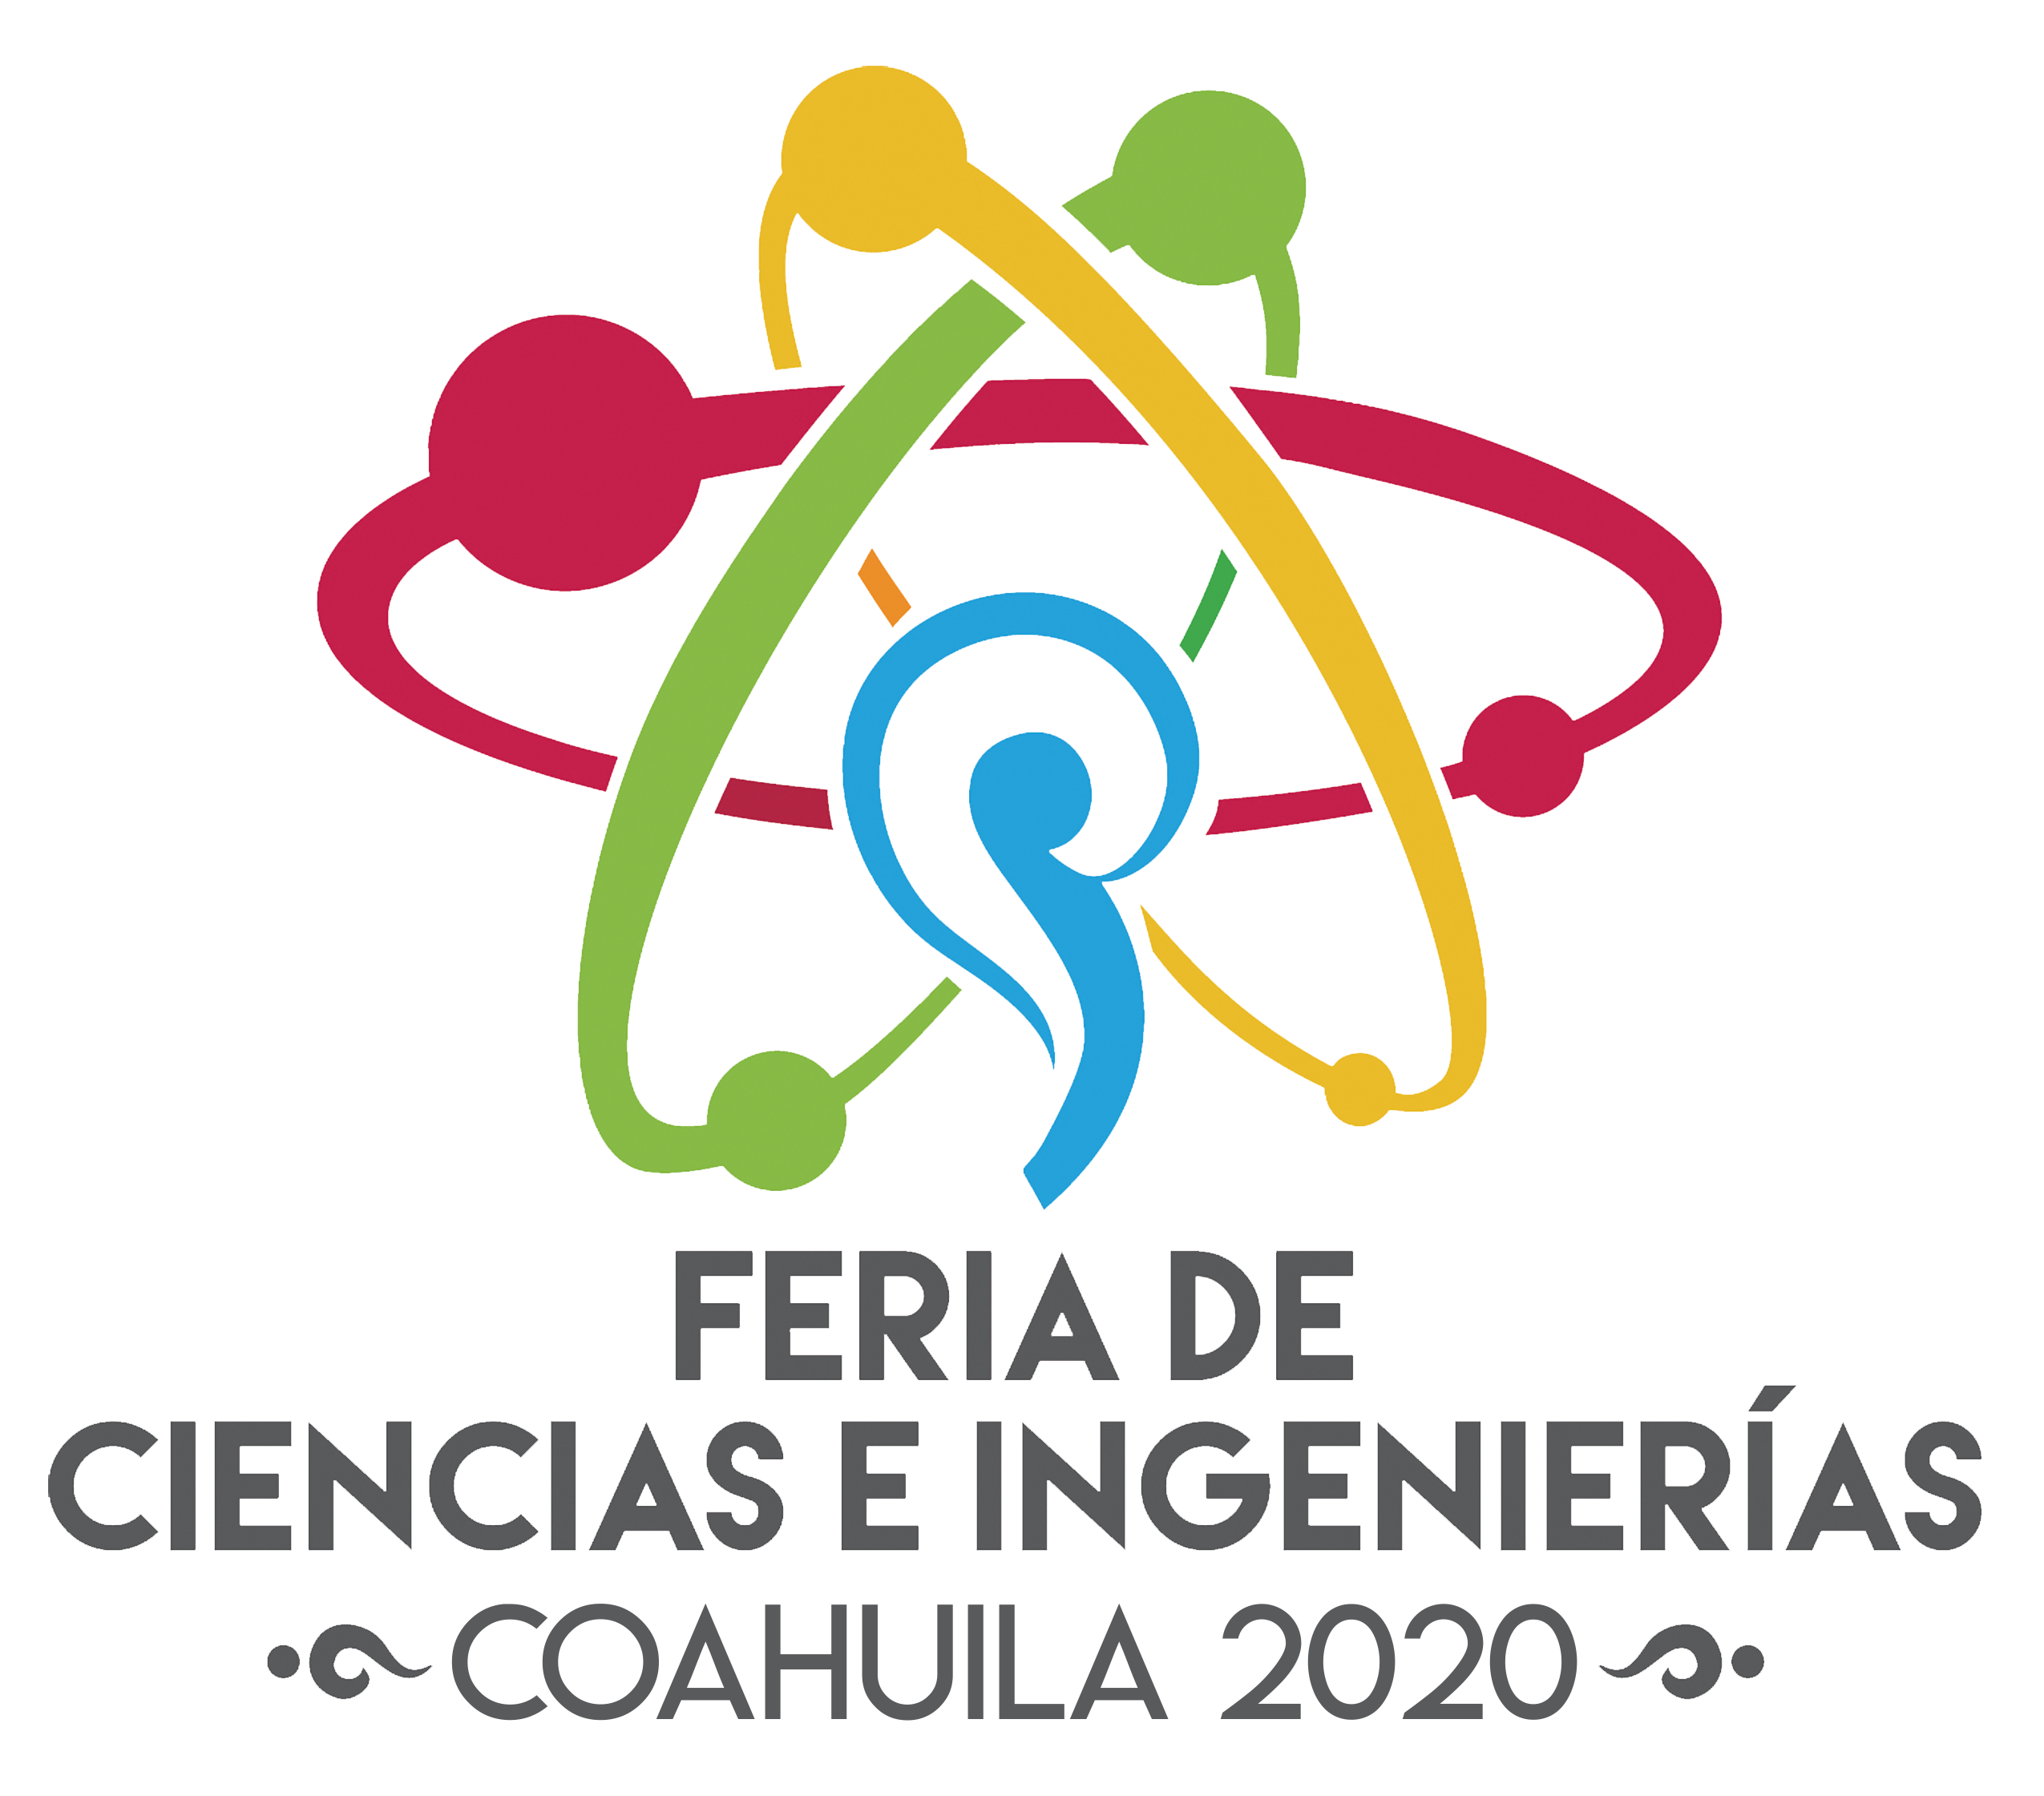 FERIA DE
CIENCIAS E INGENIERÍAS
COAHUILA 2020